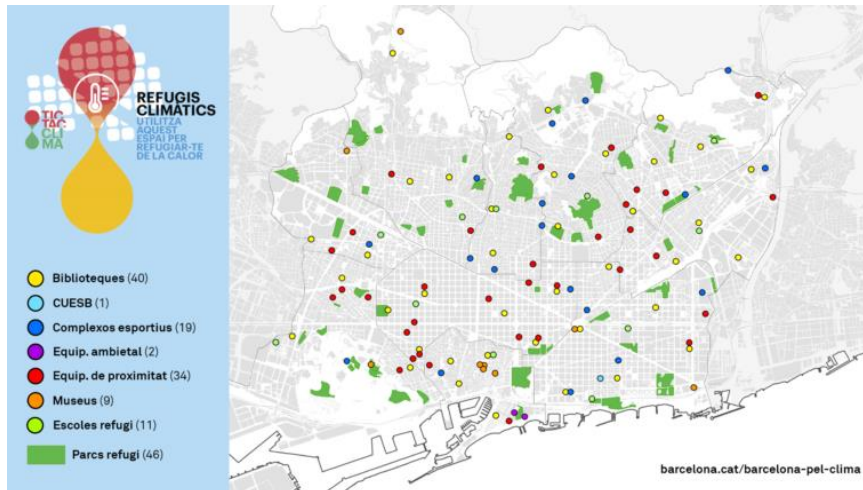 REFUGIS
CLIMÀTICS
UTILITZA
AQUEST
ESPAI PER
REFUGIAR-TE
DE LA CALOR
TIC
TAC
CLI
MÀ
Biblioteques (40)
CUESB (1)
Complexos esportius (19)
Equip. ambietal (2)
Equip. de proximitat (34)
Museus (9)
Escoles refugi (11)
Parcs refugi (46)
barcelona.cat/barcelona-pel-clima